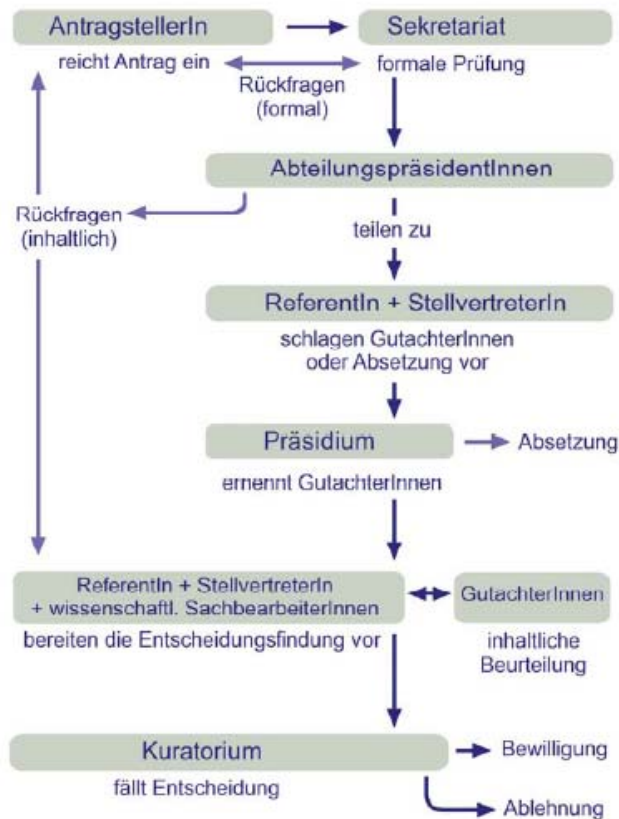 AntragstellerIn
Sekretariat
reicht Antrag ein
formale Prüfung
Rückfragen
(formal)
AbteilungspräsidentInnen
Rückfragen
(inhaltlich)
teilen zu
ReferentIn + StellvertreterIn
schlagen GutachterInnen
oder Absetzung vor
Präsidium
Absetzung
ernennt GutachterInnen
ReferentIn + StellvertreterIn
+ wissenschaftl. SachbearbeiterInnen
GutachterInnen
bereiten die Entscheidungsfindung vor
inhaltliche
Beurteilung
Kuratorium
Bewilligung
fällt Entscheidung
Ablehnung